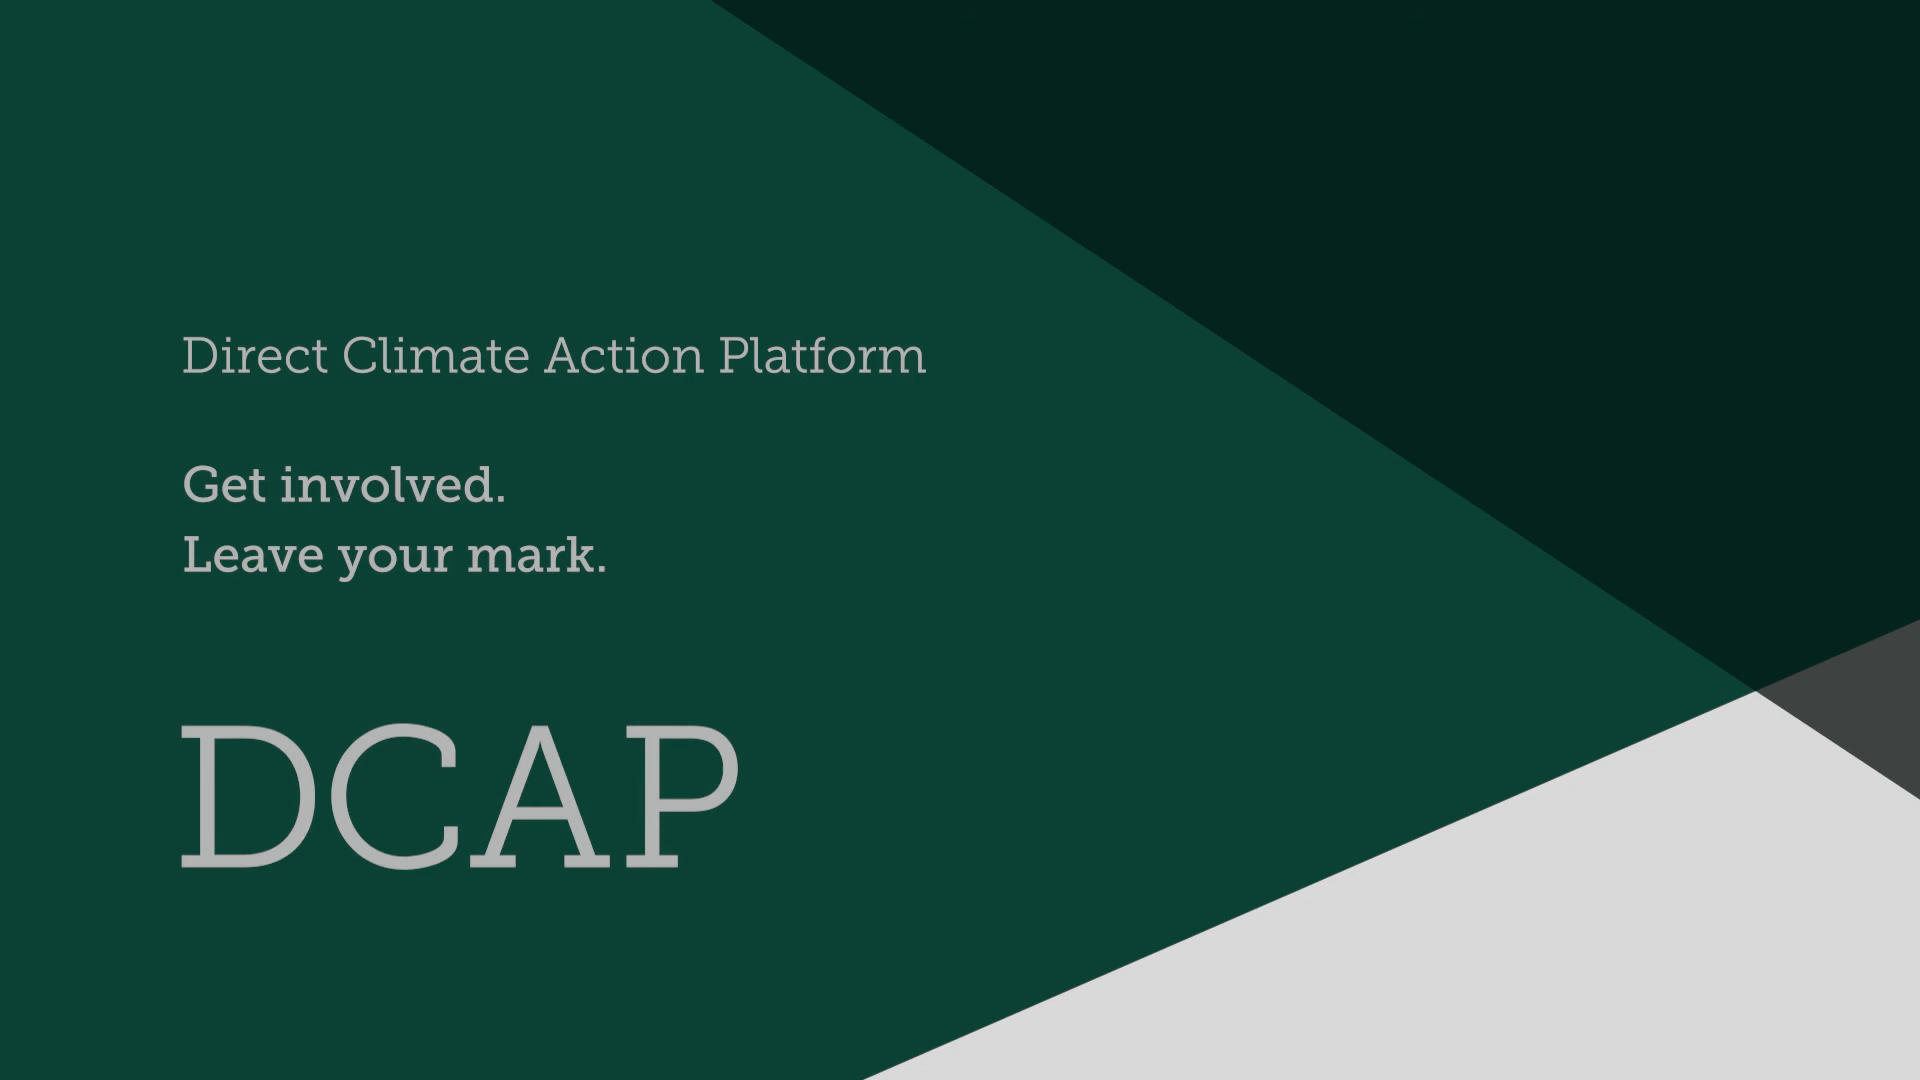 Direct Climate Action Platform
Get involved.
Leave your mark.
DCAP